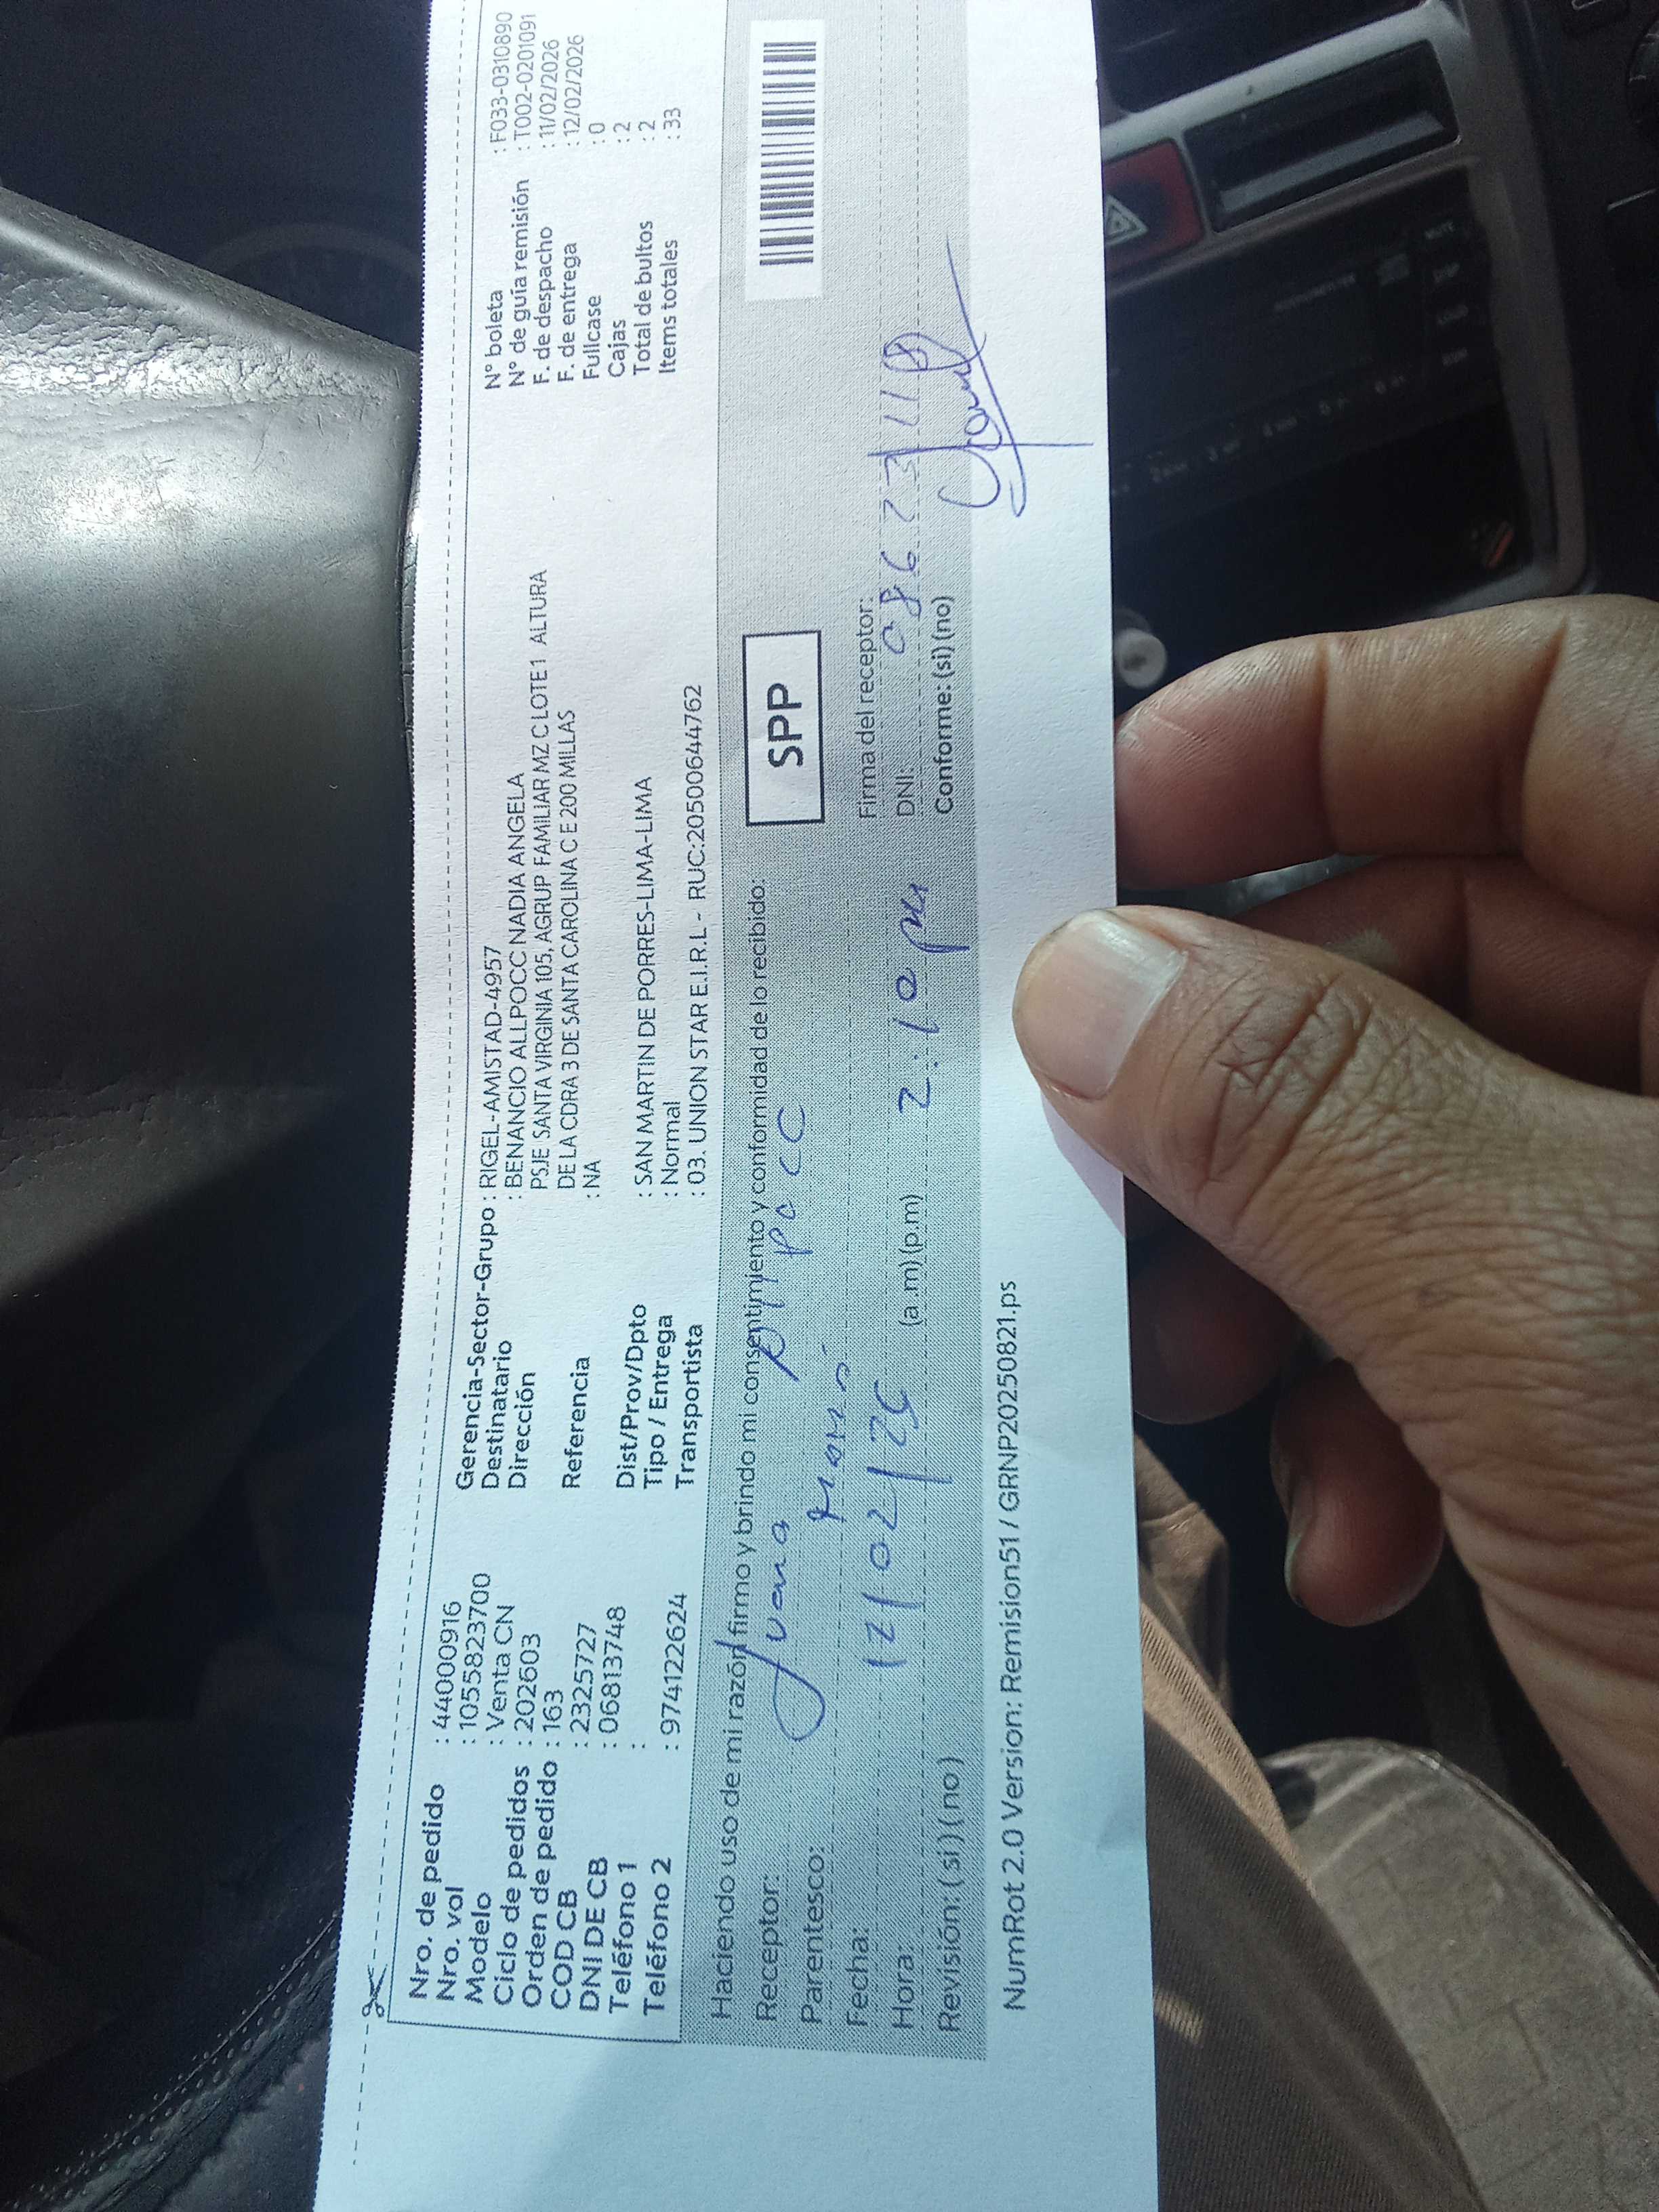 Nro. de pedido : 44000916
Nro. vol : 1055823700
Modelo : Venta CN
Ciclo de pedidos : 202603
Orden de pedido : 163
COD CB : 2325727
DNI DE CB : 06813748
Teléfono 1 :
Teléfono 2 : 974122624
Gerencia-Sector-Grupo : RIGEL-AMISTAD-4957
Destinatario : BENANCIO ALLPOCC NADIA ANGELA
Dirección PSJE SANTA VIRGINIA 105, AGRUP FAMILIAR MZ C LOTE1 ALTURA
DE LA CDRA 3 DE SANTA CAROLINA C E 200 MILLAS
Referencia : NA
Dist/Prov/Dpto : SAN MARTIN DE PORRES-LIMA-LIMA
Tipo / Entrega : Normal
Transportista : 03. UNION STAR E.I.R.L - RUC:20500644762
N° boleta : F033-0310890
N° de guía remisión : T002-0201091
F. de despacho : 11/02/2026
F. de entrega : 12/02/2026
Fullcase : 0
Cajas : 2
Total de bultos : 2
Items totales : 33
Haciendo uso de mi razón firmo y brindo mi consentimiento y conformidad de lo recibido:
SPP
Receptor: Juana
Parentesco: Mamá
Fecha: 12/02/26
Hora: (a.m)(p.m) 2:10 pm
Revisión: (si) (no)
Firma del receptor:
DNI:
Conforme: (si) (no)
NumRot 2.0 Version: Remision51 / GRNP20250821.ps